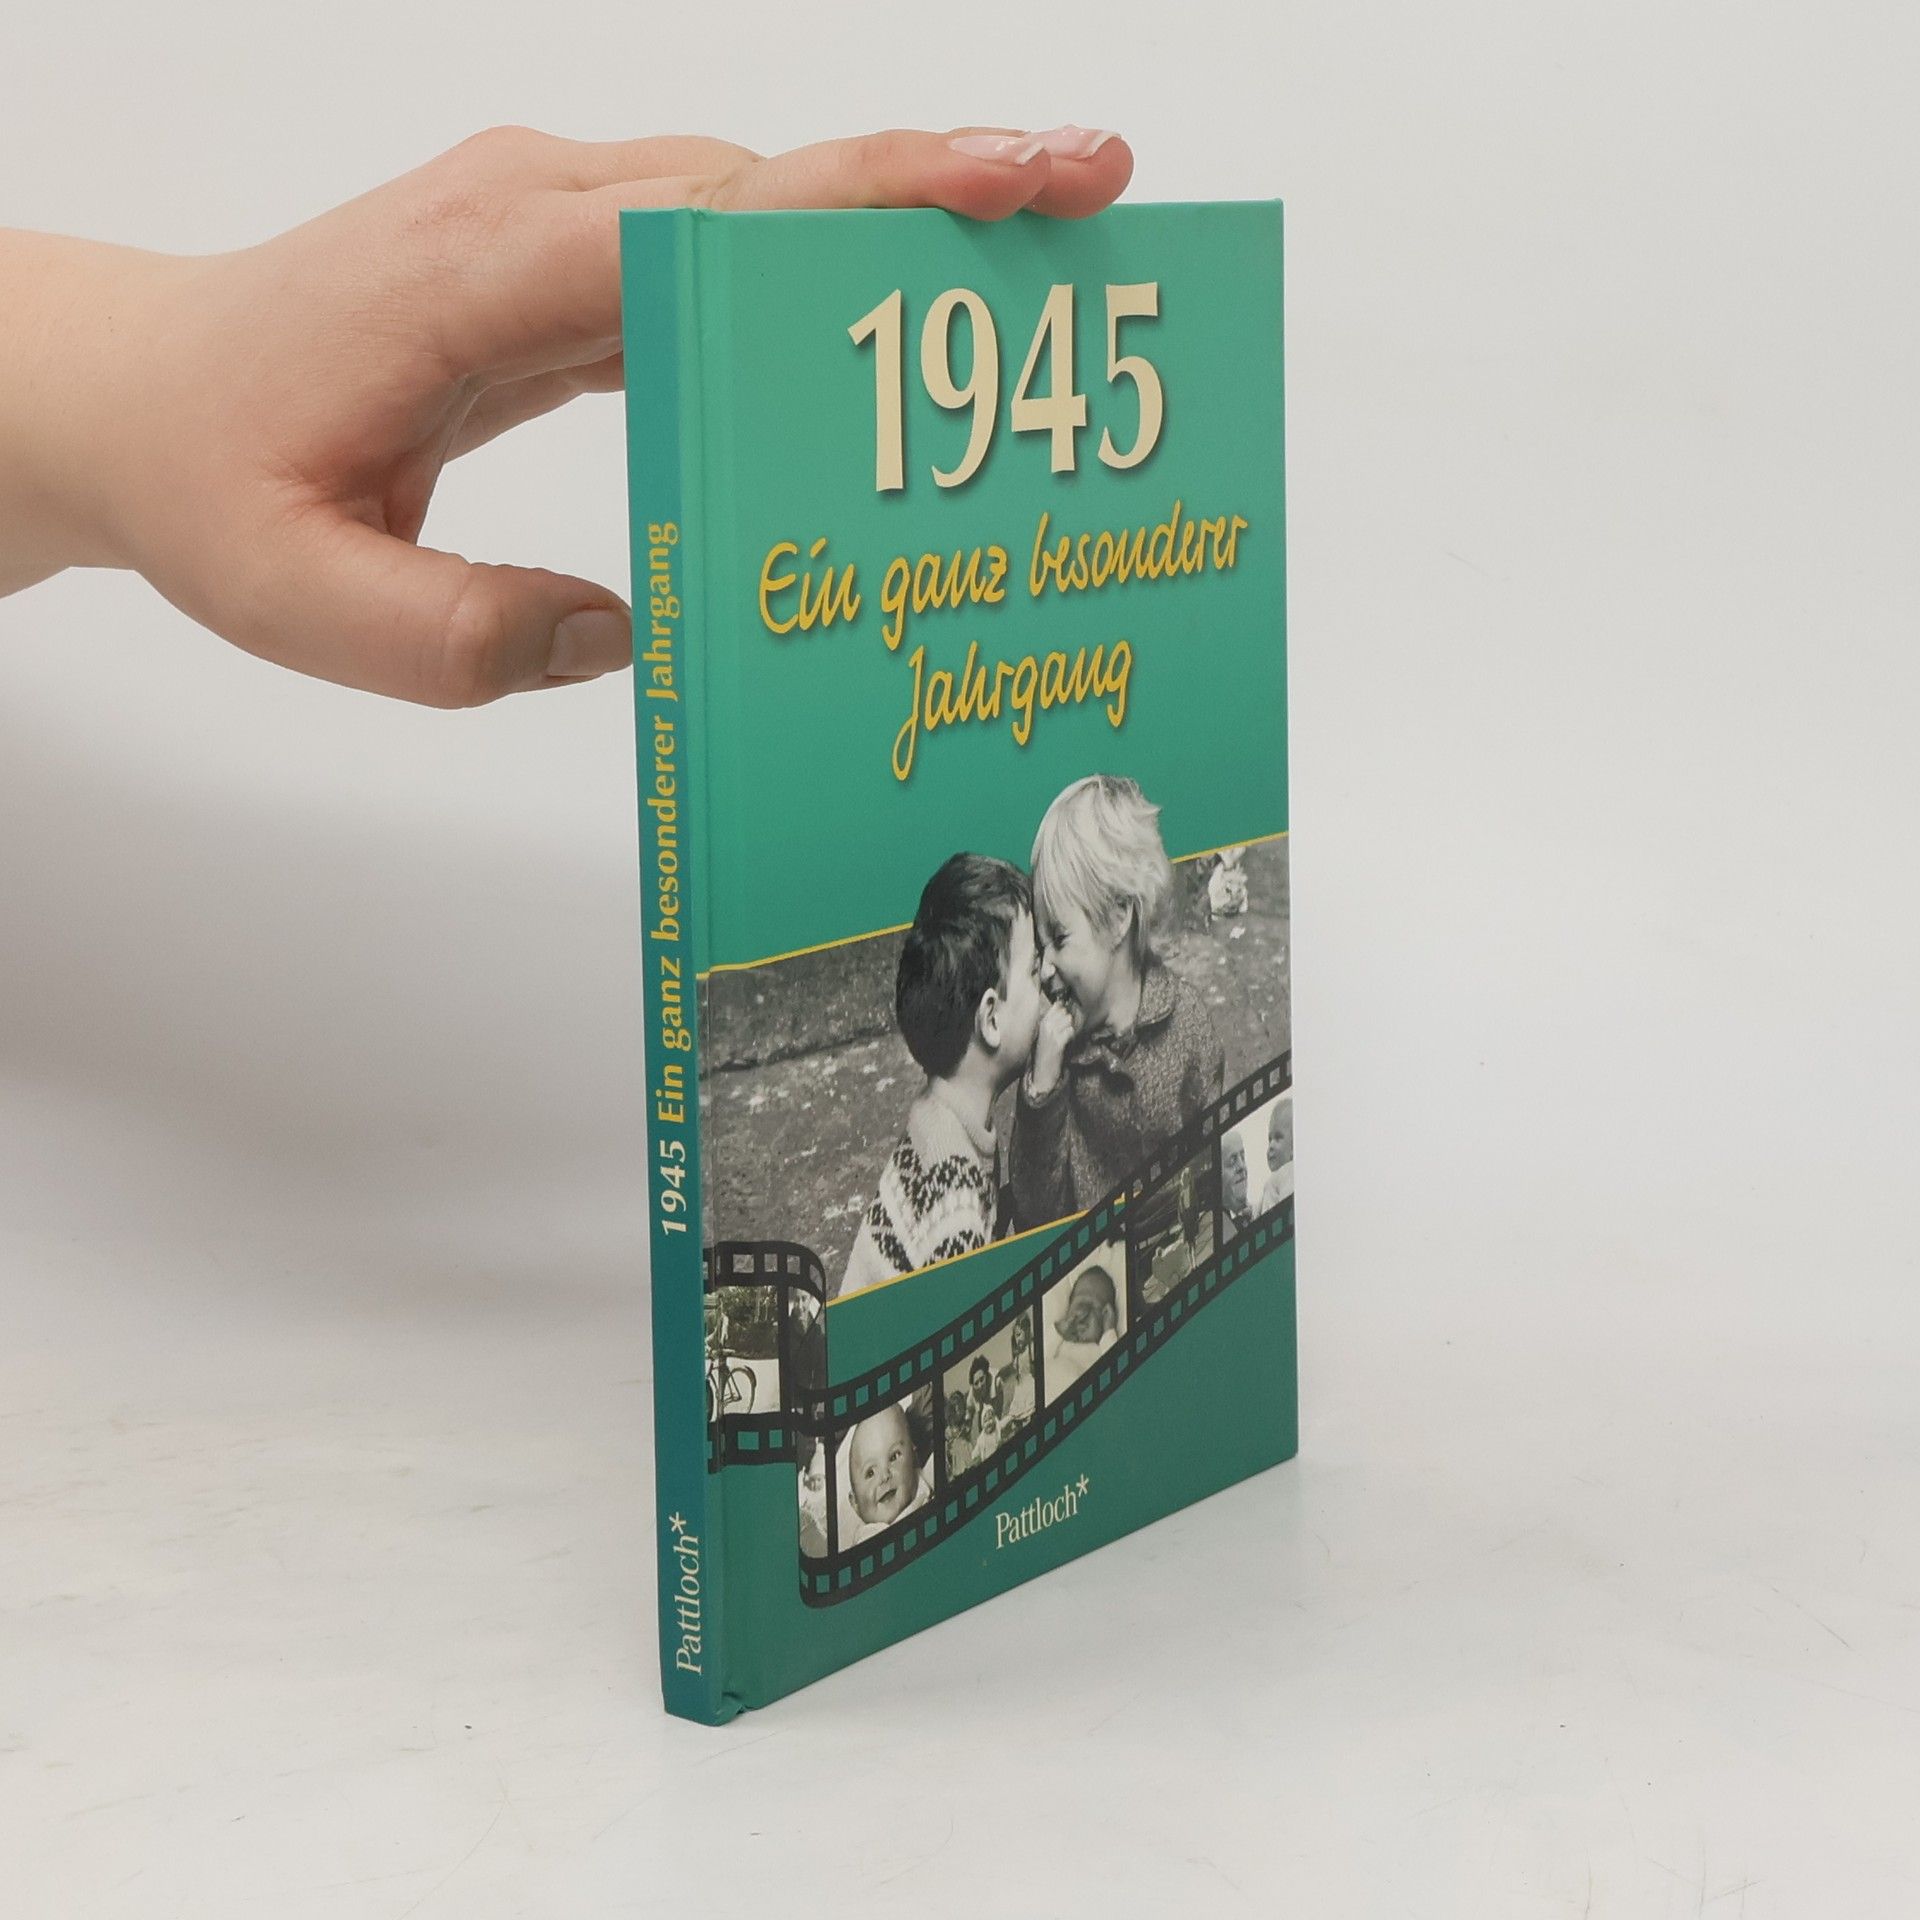 1945
Ein ganz besonderer
Jahrgang
Pattloch*
1945 Ein ganz besonderer Jahrgang
Pattloch*